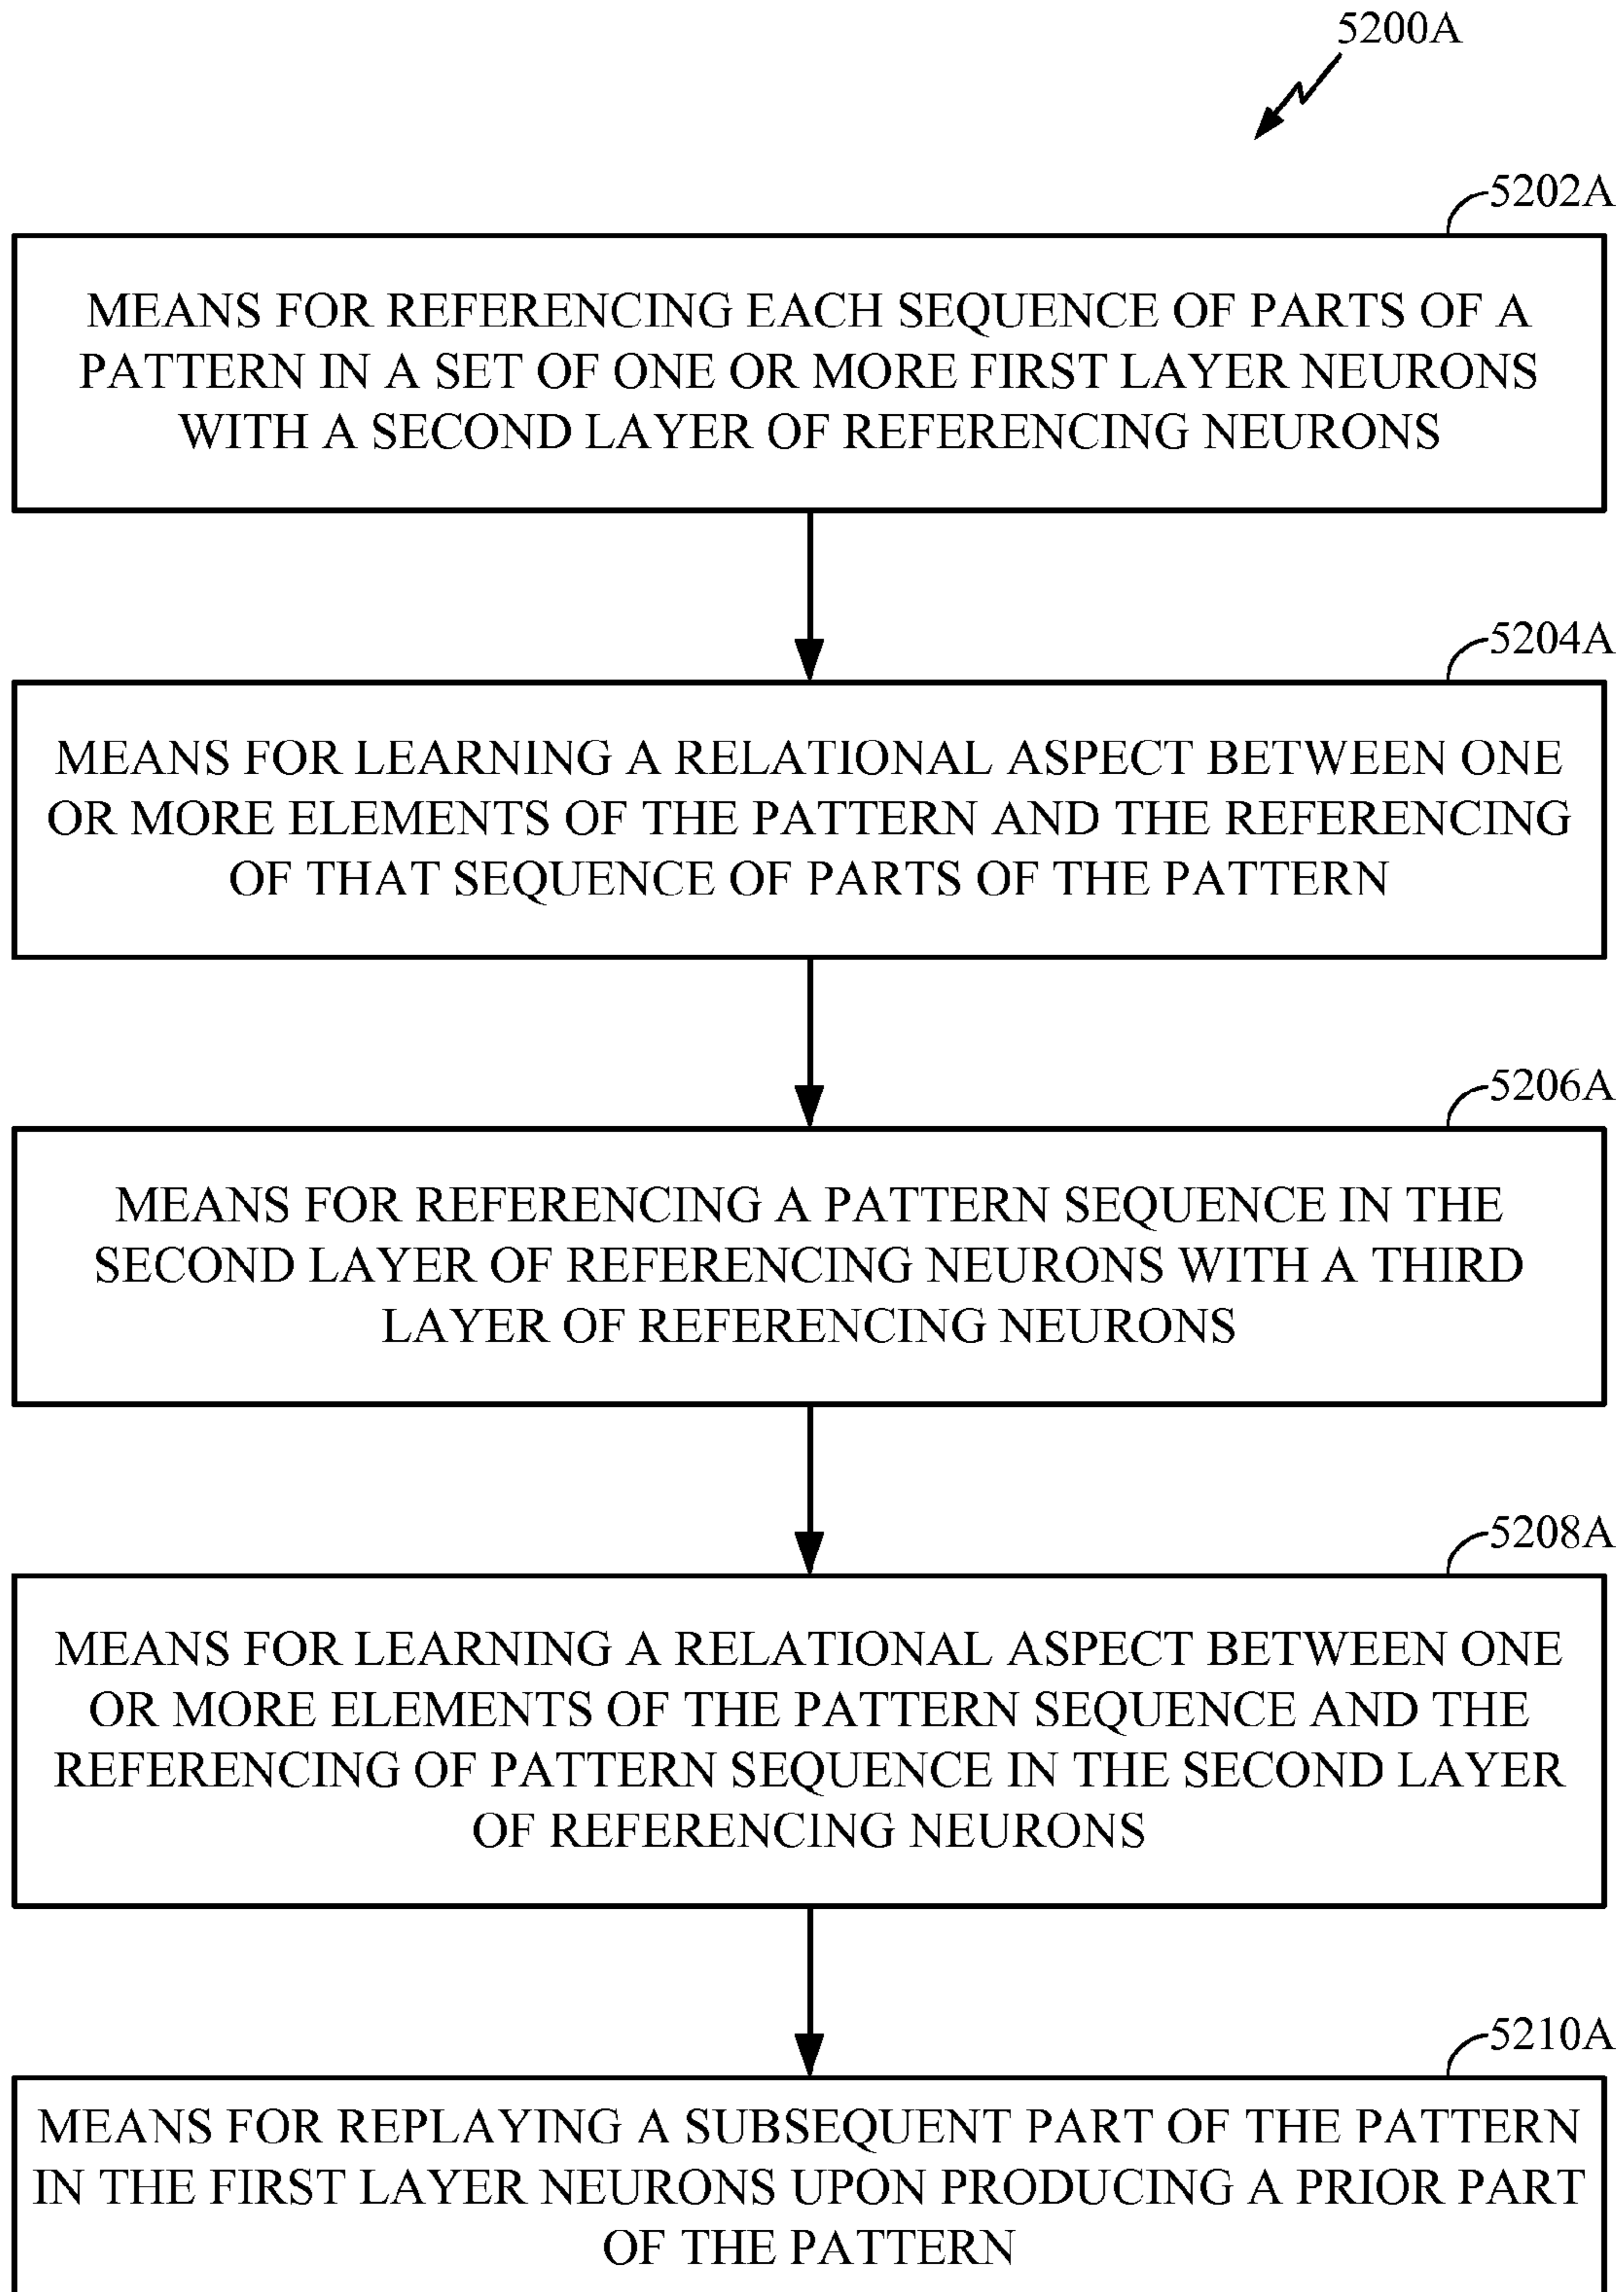 5200A
5202A
MEANS FOR REFERENCING EACH SEQUENCE OF PARTS OF A
PATTERN IN A SET OF ONE OR MORE FIRST LAYER NEURONS
WITH A SECOND LAYER OF REFERENCING NEURONS
5204A
MEANS FOR LEARNING A RELATIONAL ASPECT BETWEEN ONE
OR MORE ELEMENTS OF THE PATTERN AND THE REFERENCING
OF THAT SEQUENCE OF PARTS OF THE PATTERN
5206A
MEANS FOR REFERENCING A PATTERN SEQUENCE IN THE
SECOND LAYER OF REFERENCING NEURONS WITH A THIRD
LAYER OF REFERENCING NEURONS
5208A
MEANS FOR LEARNING A RELATIONAL ASPECT BETWEEN ONE
OR MORE ELEMENTS OF THE PATTERN SEQUENCE AND THE
REFERENCING OF PATTERN SEQUENCE IN THE SECOND LAYER
OF REFERENCING NEURONS
5210A
MEANS FOR REPLAYING A SUBSEQUENT PART OF THE PATTERN
IN THE FIRST LAYER NEURONS UPON PRODUCING A PRIOR PART
OF THE PATTERN